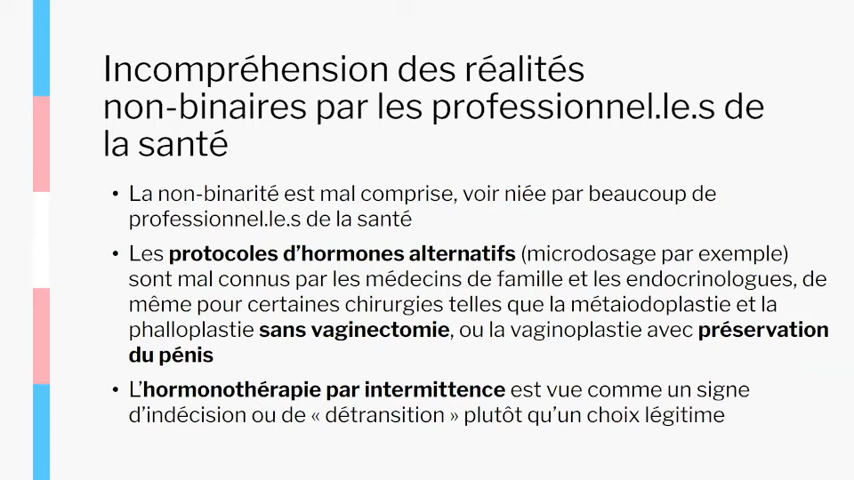 Incompréhension des réalités
non-binaires par les professionnel.le.s de
la santé
• La non-binarité est mal comprise, voir niée par beaucoup de
professionnel.le.s de la santé
• Les protocoles d’hormones alternatifs (microdosage par exemple)
sont mal connus par les médecins de famille et les endocrinologues, de
même pour certaines chirurgies telles que la métaiodoplastie et la
phalloplastie sans vaginectomie, ou la vaginoplastie avec préservation
du pénis
• L’hormonothérapie par intermittence est vue comme un signe
d’indécision ou de « détransition » plutôt qu’un choix légitime